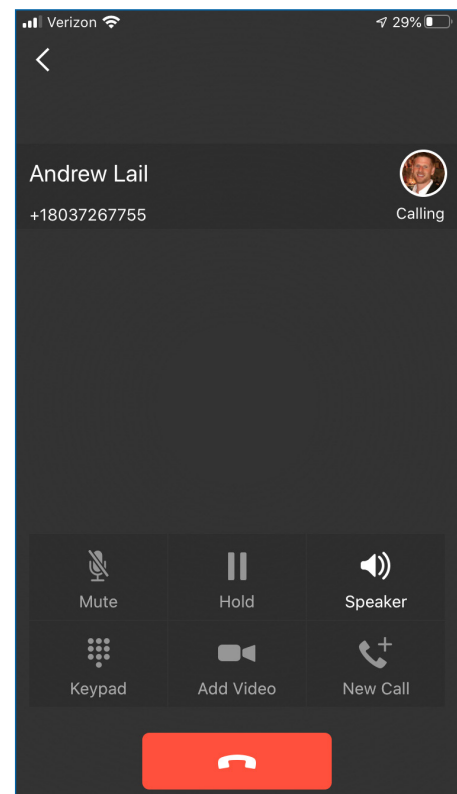 Verizon 29%
Andrew Lail
+18037267755 Calling
Mute Hold Speaker
Keypad Add Video New Call